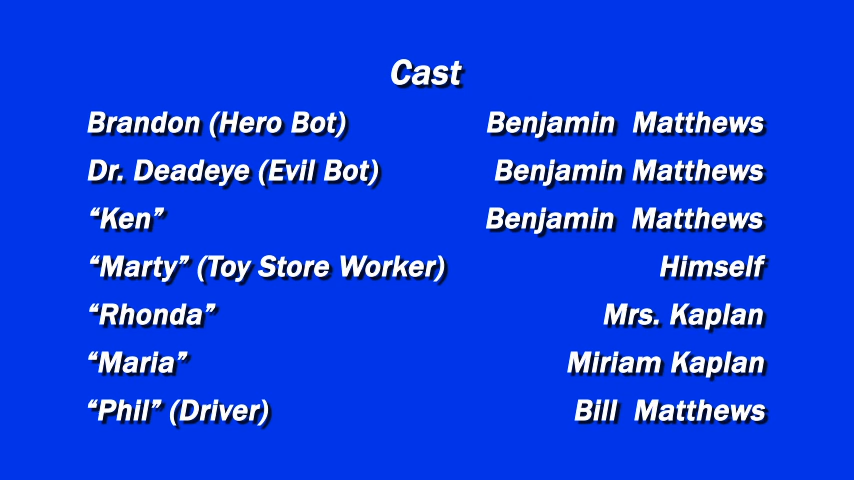 Cast
Brandon (Hero Bot) Benjamin Matthews
Dr. Deadeye (Evil Bot) Benjamin Matthews
“Ken” Benjamin Matthews
“Marty” (Toy Store Worker) Himself
“Rhonda” Mrs. Kaplan
“Maria” Miriam Kaplan
“Phil” (Driver) Bill Matthews